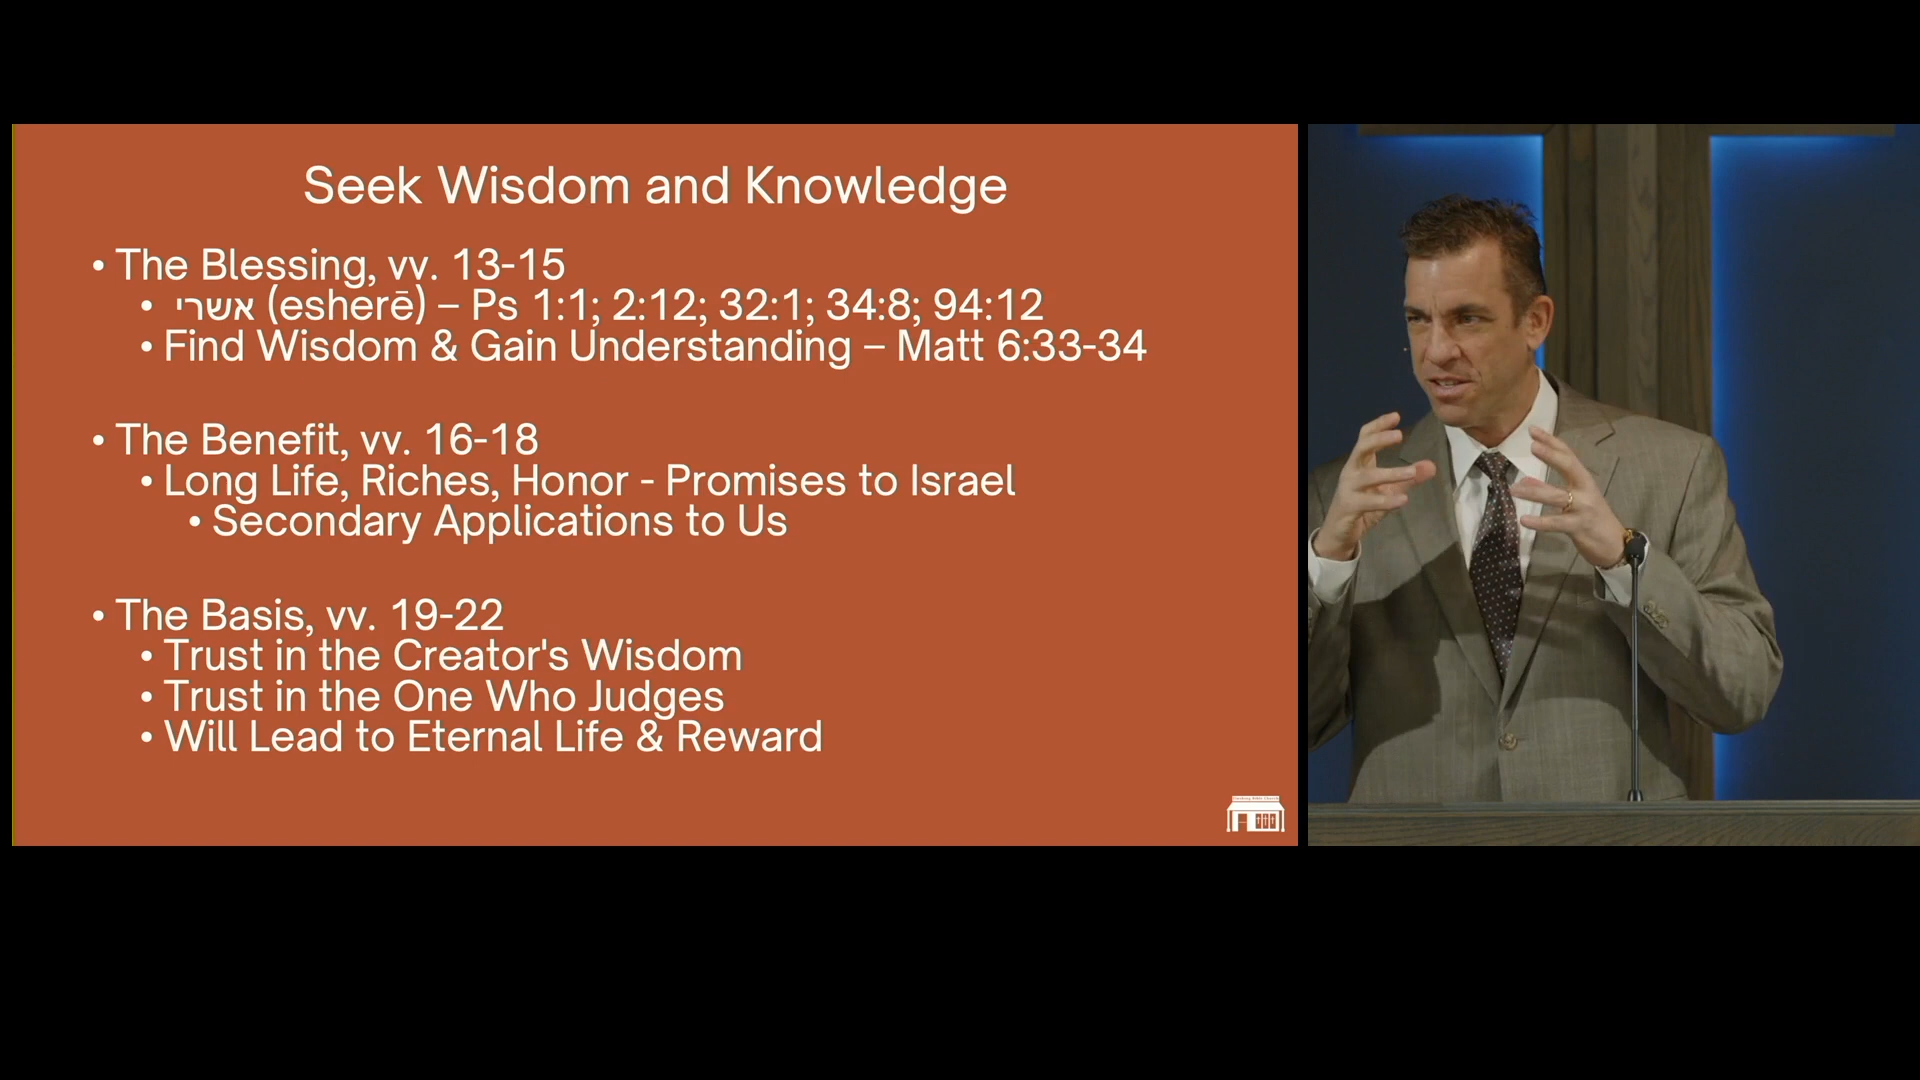 Seek Wisdom and Knowledge
• The Blessing, vv. 13-15
• אשרי (esherē) – Ps 1:1; 2:12; 32:1; 34:8; 94:12
• Find Wisdom & Gain Understanding – Matt 6:33-34
• The Benefit, vv. 16-18
• Long Life, Riches, Honor - Promises to Israel
• Secondary Applications to Us
• The Basis, vv. 19-22
• Trust in the Creator's Wisdom
• Trust in the One Who Judges
• Will Lead to Eternal Life & Reward